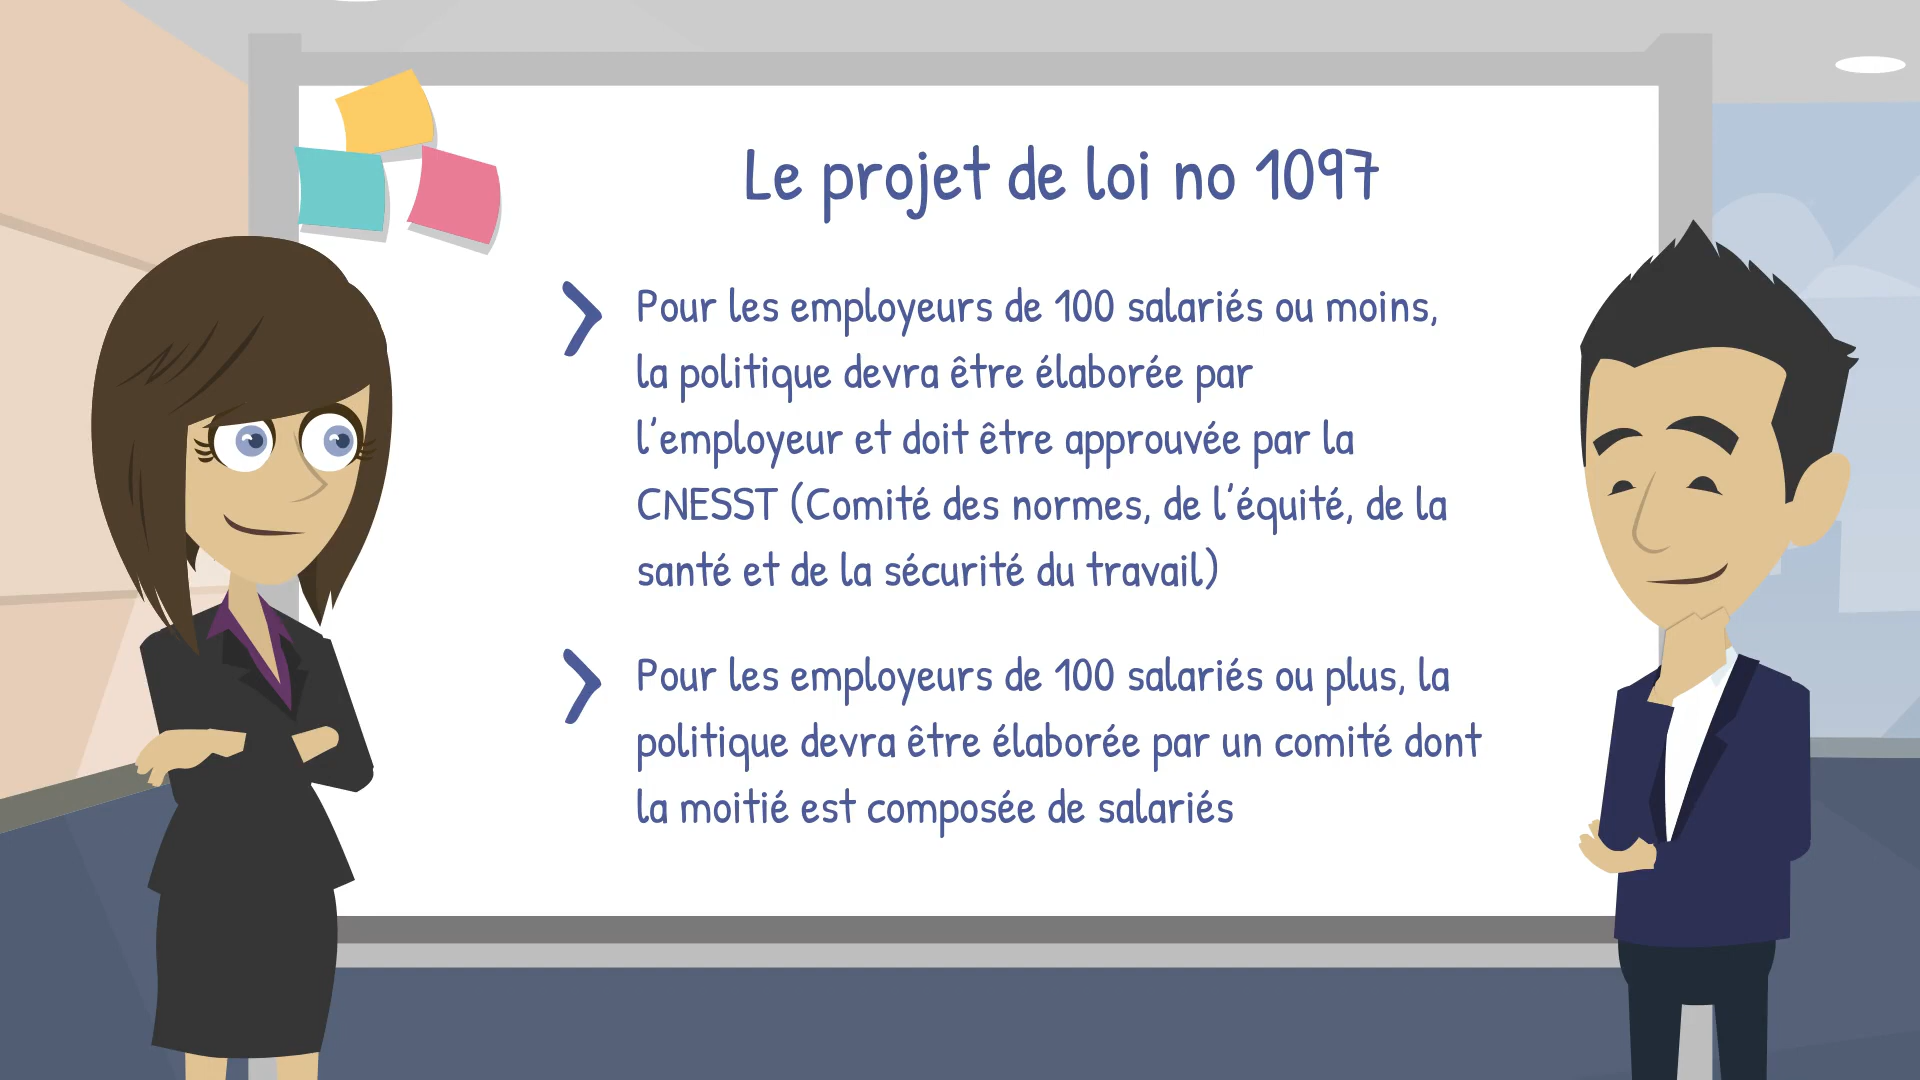 Le projet de loi no 1097
Pour les employeurs de 100 salariés ou moins,
la politique devra être élaborée par
l'employeur et doit être approuvée par la
CNESST (Comité des normes, de l'équité, de la
santé et de la sécurité du travail)
Pour les employeurs de 100 salariés ou plus, la
politique devra être élaborée par un comité dont
la moitié est composée de salariés